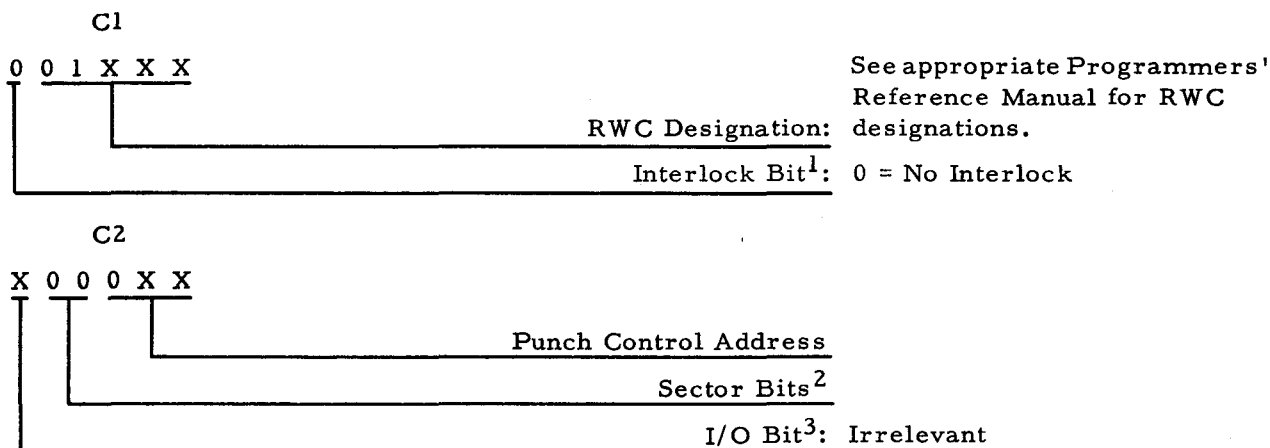 C1
0 0 1 X X X
See appropriate Programmers'
Reference Manual for RWC
RWC Designation: designations.
Interlock Bit1: 0 = No Interlock
C2
X 0 0 0 X X
Punch Control Address
Sector Bits2
I/O Bit3: Irrelevant